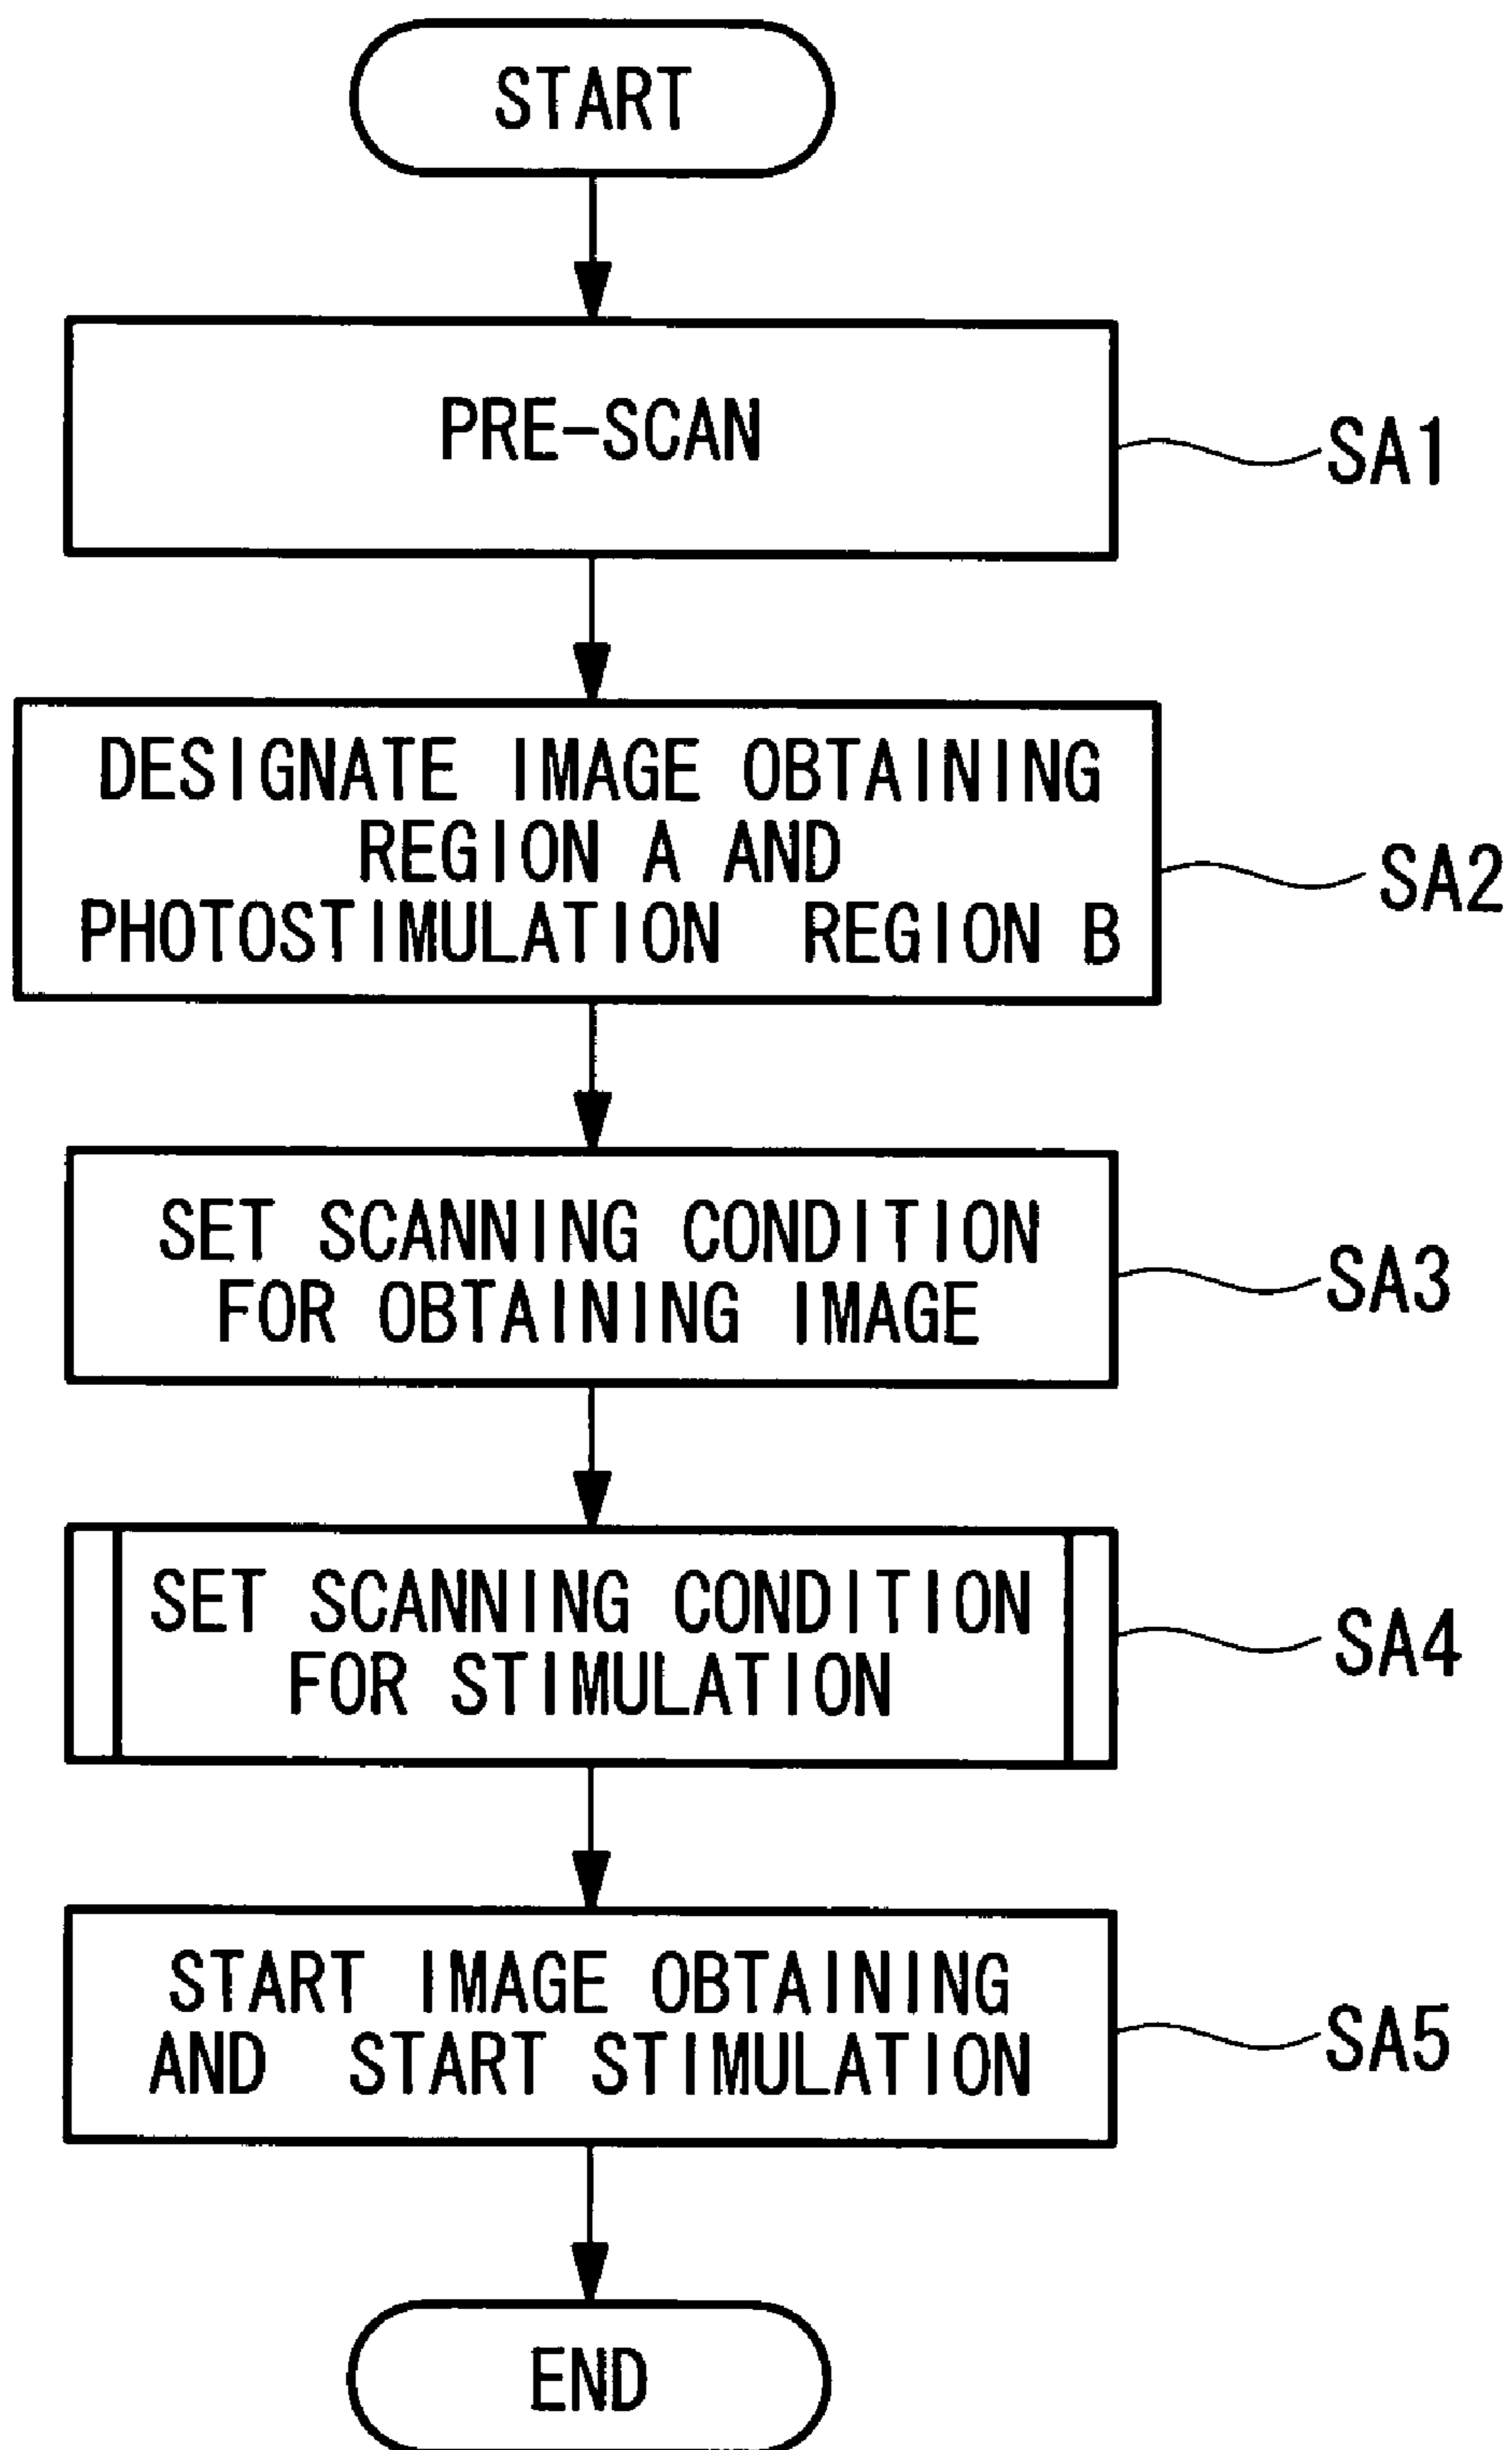 START
PRE-SCAN
SA1
DESIGNATE IMAGE OBTAINING
REGION A AND
PHOTOSTIMULATION REGION B
SA2
SET SCANNING CONDITION
FOR OBTAINING IMAGE
SA3
SET SCANNING CONDITION
FOR STIMULATION
SA4
START IMAGE OBTAINING
AND START STIMULATION
SA5
END